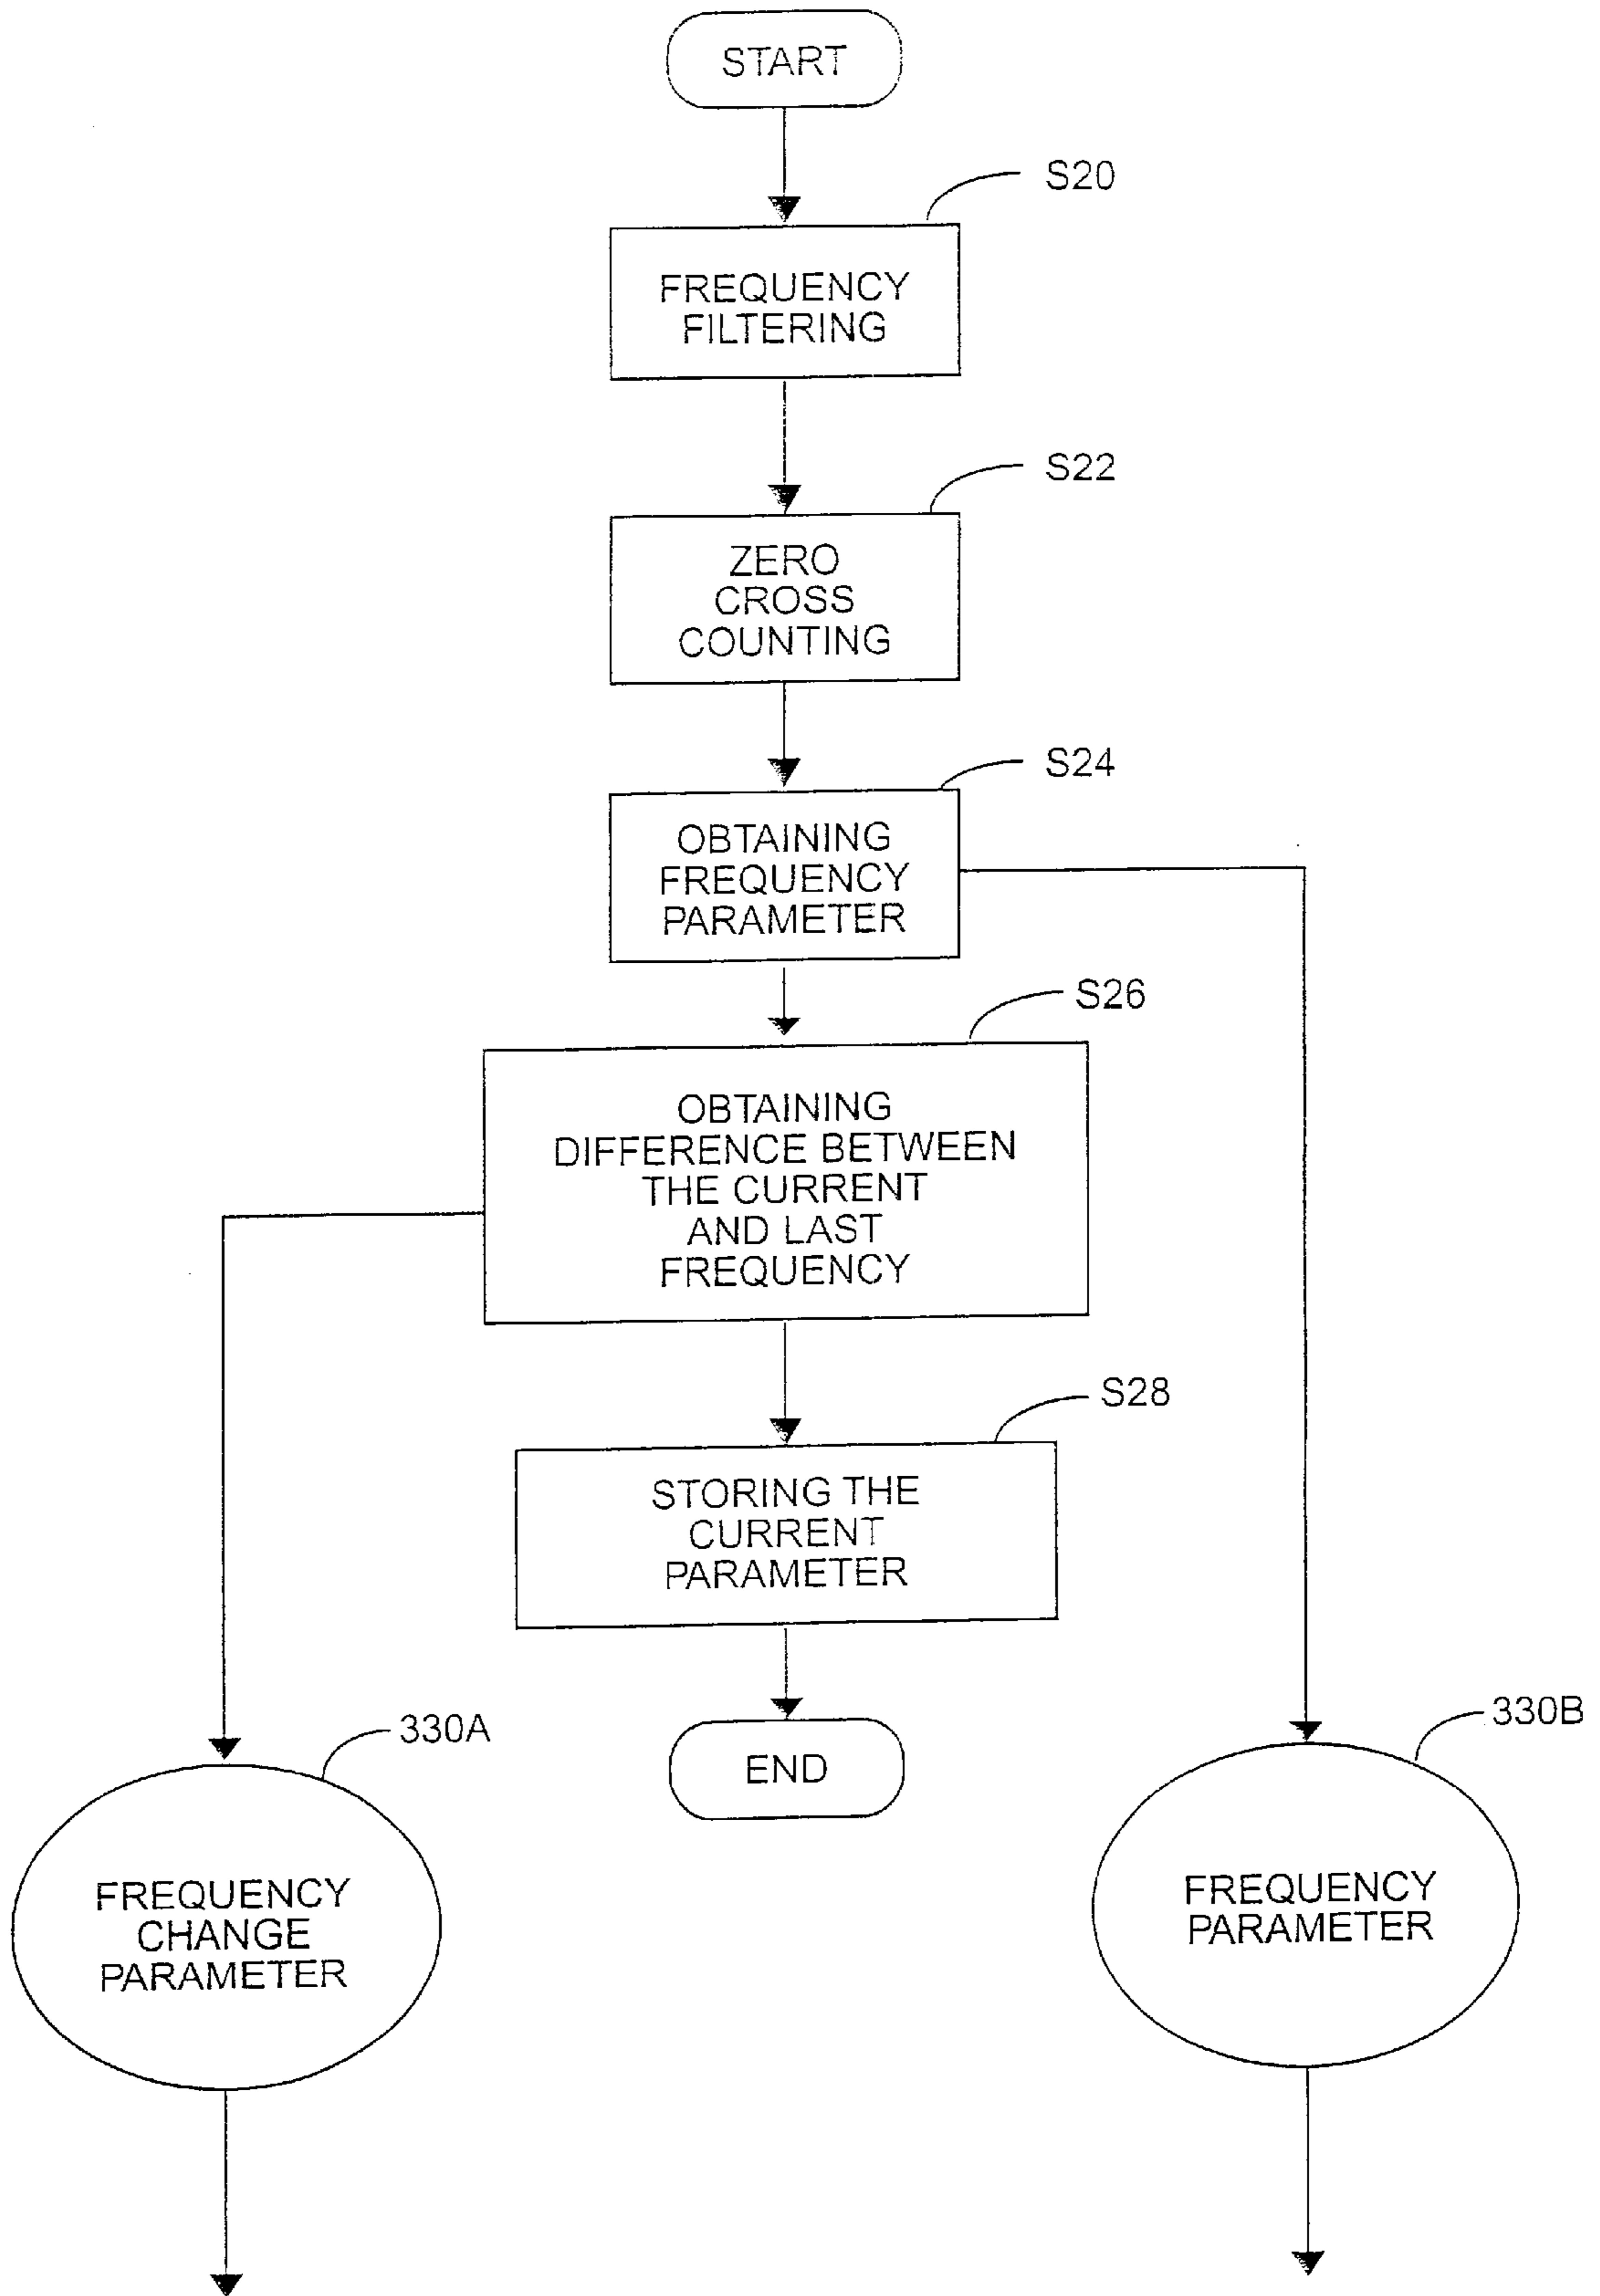 START
S20
FREQUENCY
FILTERING
S22
ZERO
CROSS
COUNTING
S24
OBTAINING
FREQUENCY
PARAMETER
S26
OBTAINING
DIFFERENCE BETWEEN
THE CURRENT
AND LAST
FREQUENCY
S28
STORING THE
CURRENT
PARAMETER
330A
330B
END
FREQUENCY
CHANGE
PARAMETER
FREQUENCY
PARAMETER